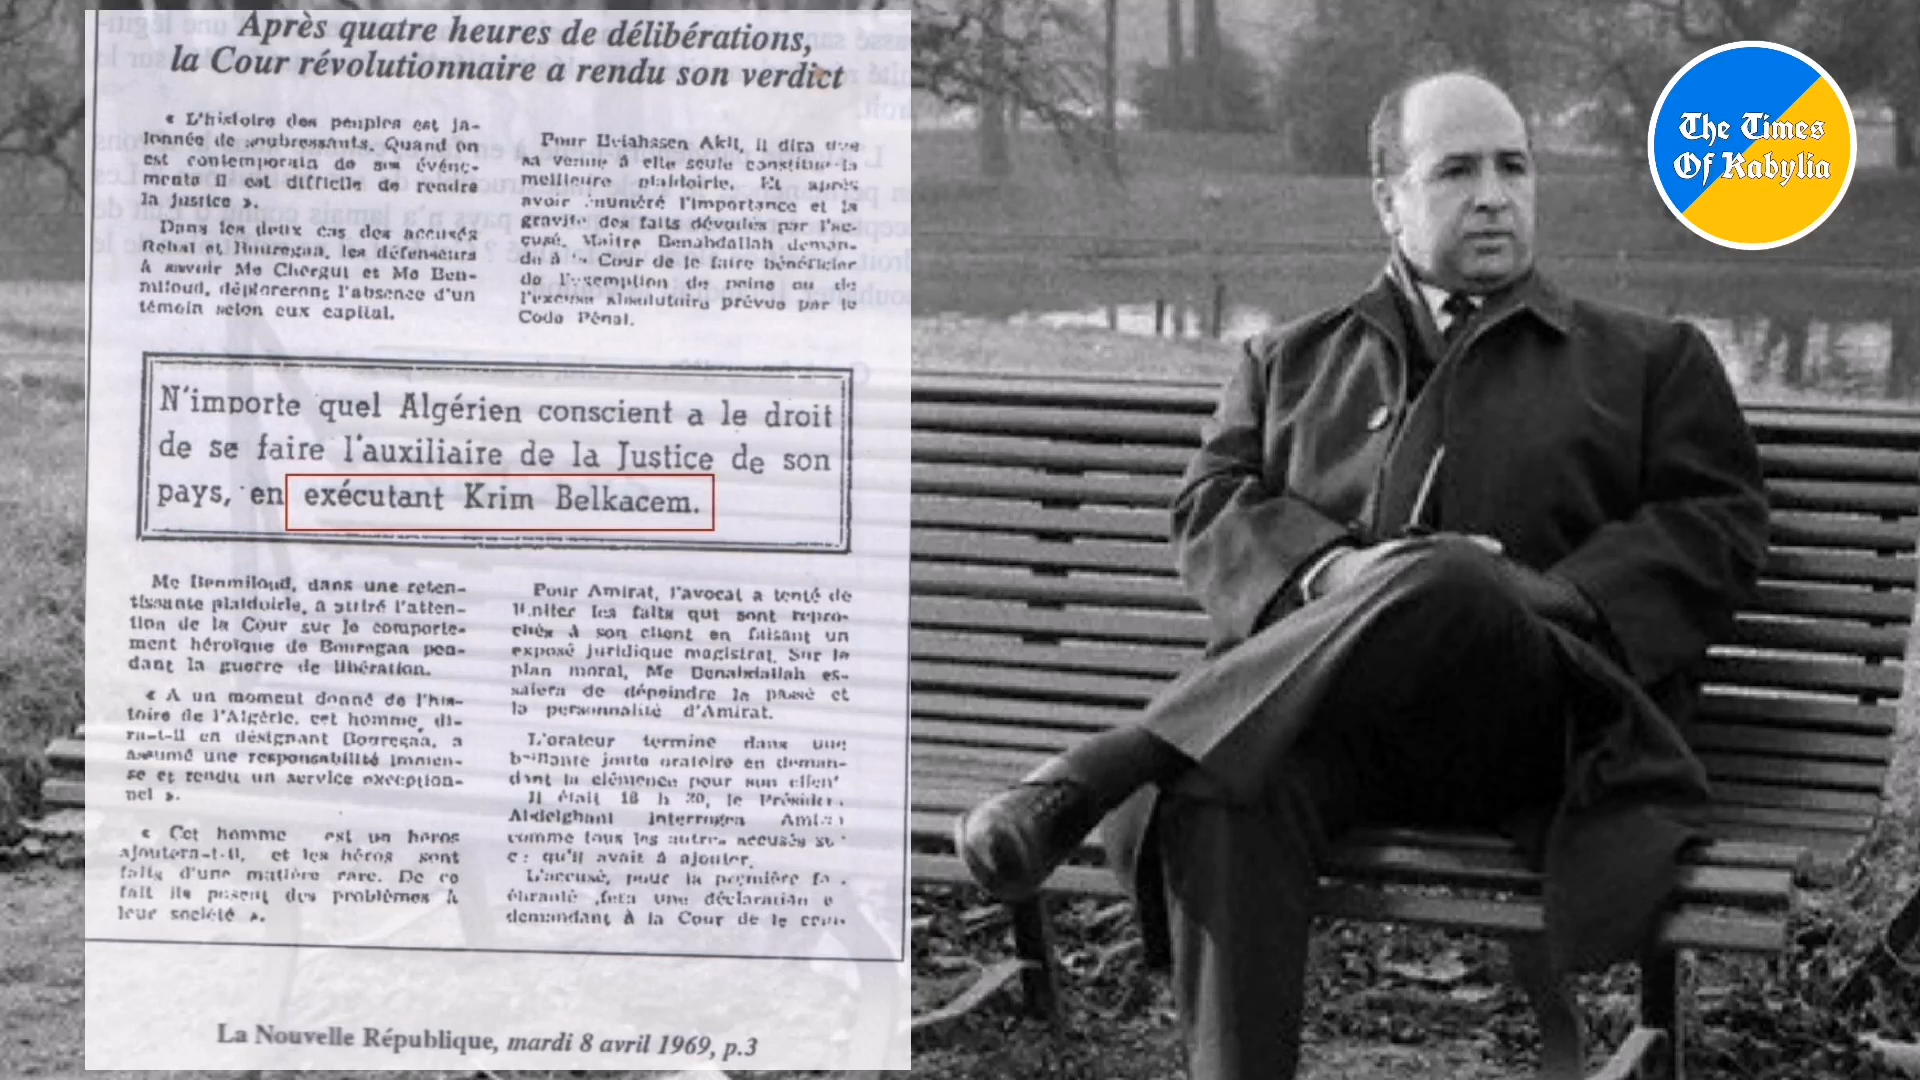 Après quatre heures de délibérations,
la Cour révolutionnaire a rendu son verdict
« L'histoire des peuples est ja-
lonnée de soubressauts. Quand on
est contemporain de ses événe-
ments il est difficile de rendre
la justice ».
Dans les deux cas des accusés
Rebal et Bouregaa, les défenseurs
à savoir Me Chergui et Me Ben-
miloud, déploreront l'absence d'un
témoin selon eux capital.
Pour Belahssen Akli, il dira que
sa venue à elle seule constitue la
meilleure plaidoirie. Et après
avoir énuméré l'importance et la
gravité des faits dévoilés par l'ac-
cusé, Maitre Benabdallah deman-
da à la Cour de le faire bénéficier
de l'exemption de peine ou de
l'excuse absolutoire prévue par le
Code Pénal.
N'importe quel Algérien conscient a le droit
de se faire l'auxiliaire de la Justice de son
pays, en exécutant Krim Belkacem.
Me Benmiloud, dans une reten-
tissante plaidoirie, a attiré l'atten-
tion de la Cour sur le comporte-
ment héroïque de Bouregaa pen-
dant la guerre de libération.
« A un moment donné de l'his-
toire de l'Algérie, cet homme, di-
ra-t-il en désignant Bouregaa, a
assumé une responsabilité immen-
se et rendu un service exception-
nel ».
« Cet homme est un héros
ajoutera-t-il, et les héros sont
faits d'une matière rare. De ce
fait ils posent des problèmes à
leur société ».
Pour Amirat, l'avocat a tenté de
limiter les faits qui sont repro-
chés à son client en faisant un
exposé juridique magistral. Sur le
plan moral, Me Benabdallah es-
saiera de dépeindre le passé et
la personnalité d'Amirat.
L'orateur termine dans une
brillante joute oratoire en deman-
dant la clémence pour son client
Il était 18 h 20, le Président
Abdelghani interrogea Amirat
comme tous les autres accusés sur
ce qu'il avait à ajouter.
L'accusé, pour la première fo
ébranlé, fera une déclaration e
demandant à la Cour de le
La Nouvelle République, mardi 8 avril 1969, p.3
The Times
Of Kabylia